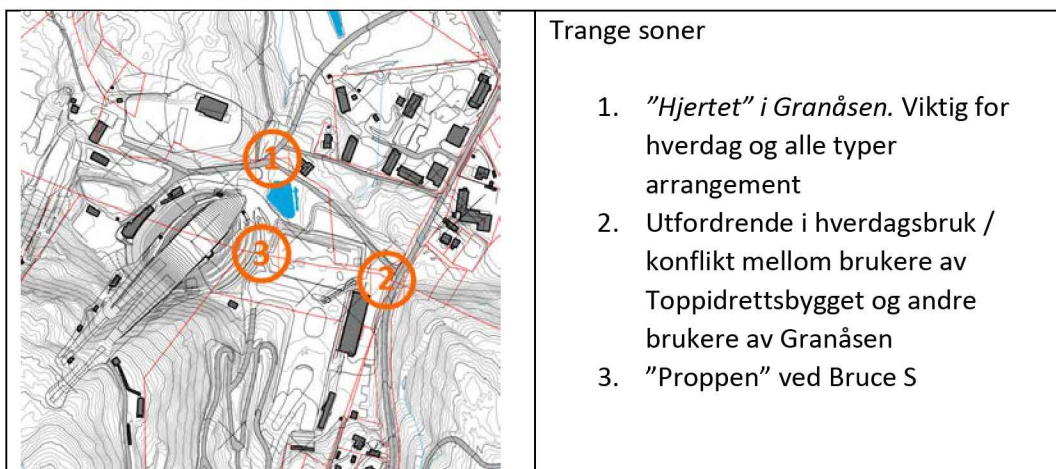 1
3
2
Trange soner
1. ”Hjertet” i Granåsen. Viktig for
hverdag og alle typer
arrangement
2. Utfordrende i hverdagsbruk /
konflikt mellom brukere av
Toppidrettsbygget og andre
brukere av Granåsen
3. ”Proppen” ved Bruce S